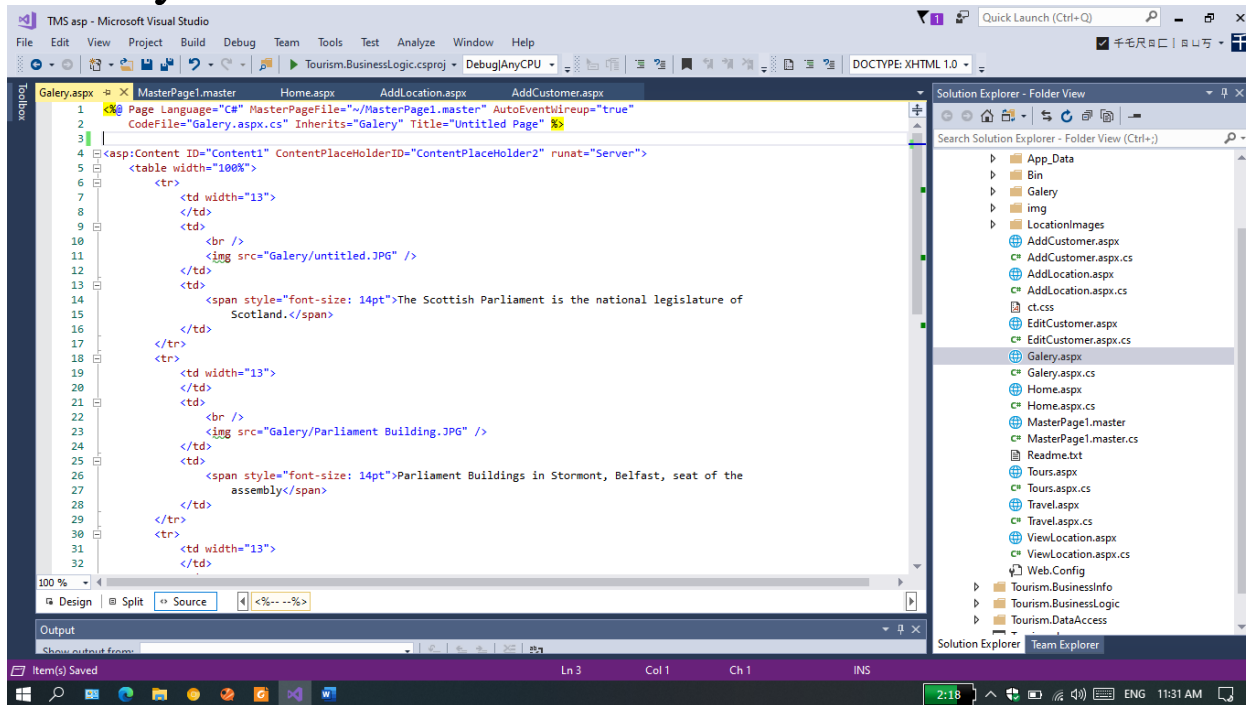 TMS asp - Microsoft Visual Studio
1
Quick Launch (Ctrl+Q)
File Edit View Project Build Debug Team Tools Test Analyze Window Help
Tourism.BusinessLogic.csproj Debug|AnyCPU DOCTYPE: XHTML 1.0
Toolbox
Galery.aspx MasterPage1.master Home.aspx AddLocation.aspx AddCustomer.aspx
1 <%@ Page Language="C#" MasterPageFile="~/MasterPage1.master" AutoEventWireup="true"
2 CodeFile="Galery.aspx.cs" Inherits="Galery" Title="Untitled Page" %>
3
4 <asp:Content ID="Content1" ContentPlaceHolderID="ContentPlaceHolder2" runat="Server">
5 <table width="100%">
6 <tr>
7 <td width="13">
8 </td>
9 <td>
10 <br />
11 <img src="Galery/untitled.JPG" />
12 </td>
13 <td>
14 <span style="font-size: 14pt">The Scottish Parliament is the national legislature of
15 Scotland.</span>
16 </td>
17 </tr>
18 <tr>
19 <td width="13">
20 </td>
21 <td>
22 <br />
23 <img src="Galery/Parliament Building.JPG" />
24 </td>
25 <td>
26 <span style="font-size: 14pt">Parliament Buildings in Stormont, Belfast, seat of the
27 assembly</span>
28 </td>
29 </tr>
30 <tr>
31 <td width="13">
32 </td>
100 %
Design Split Source <%-- --%>
Output
Show output from:
Solution Explorer - Folder View
Search Solution Explorer - Folder View (Ctrl+;)
App_Data
Bin
Galery
img
LocationImages
AddCustomer.aspx
AddCustomer.aspx.cs
AddLocation.aspx
AddLocation.aspx.cs
ct.css
EditCustomer.aspx
EditCustomer.aspx.cs
Galery.aspx
Galery.aspx.cs
Home.aspx
Home.aspx.cs
MasterPage1.master
MasterPage1.master.cs
Readme.txt
Tours.aspx
Tours.aspx.cs
Travel.aspx
Travel.aspx.cs
ViewLocation.aspx
ViewLocation.aspx.cs
Web.Config
Tourism.BusinessInfo
Tourism.BusinessLogic
Tourism.DataAccess
Solution Explorer Team Explorer
Item(s) Saved Ln 3 Col 1 Ch 1 INS
2:18 ENG 11:31 AM